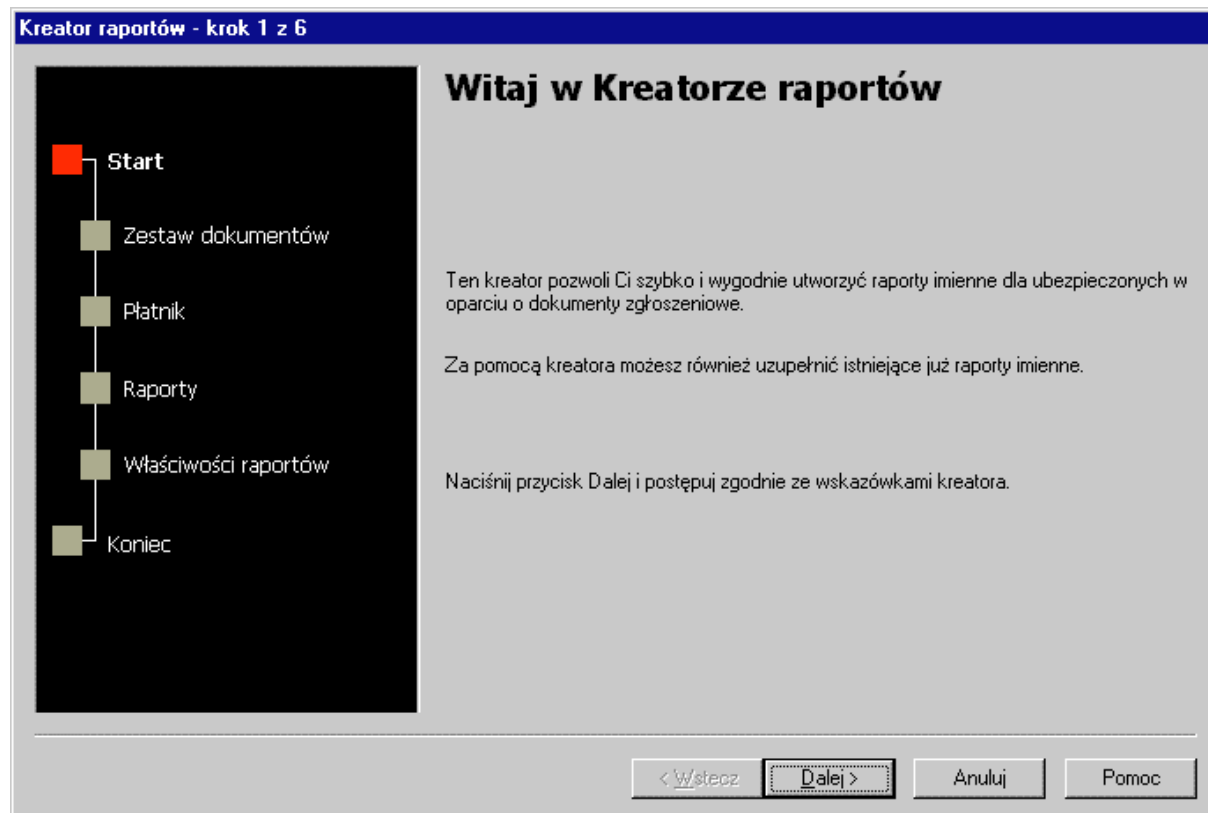 Kreator raportów - krok 1 z 6
Witaj w Kreatorze raportów
Start
Zestaw dokumentów
Płatnik
Raporty
Właściwości raportów
Koniec
Ten kreator pozwoli Ci szybko i wygodnie utworzyć raporty imienne dla ubezpieczonych w
oparciu o dokumenty zgłoszeniowe.
Za pomocą kreatora możesz również uzupełnić istniejące już raporty imienne.
Naciśnij przycisk Dalej i postępuj zgodnie ze wskazówkami kreatora.
< Wstecz Dalej > Anuluj Pomoc